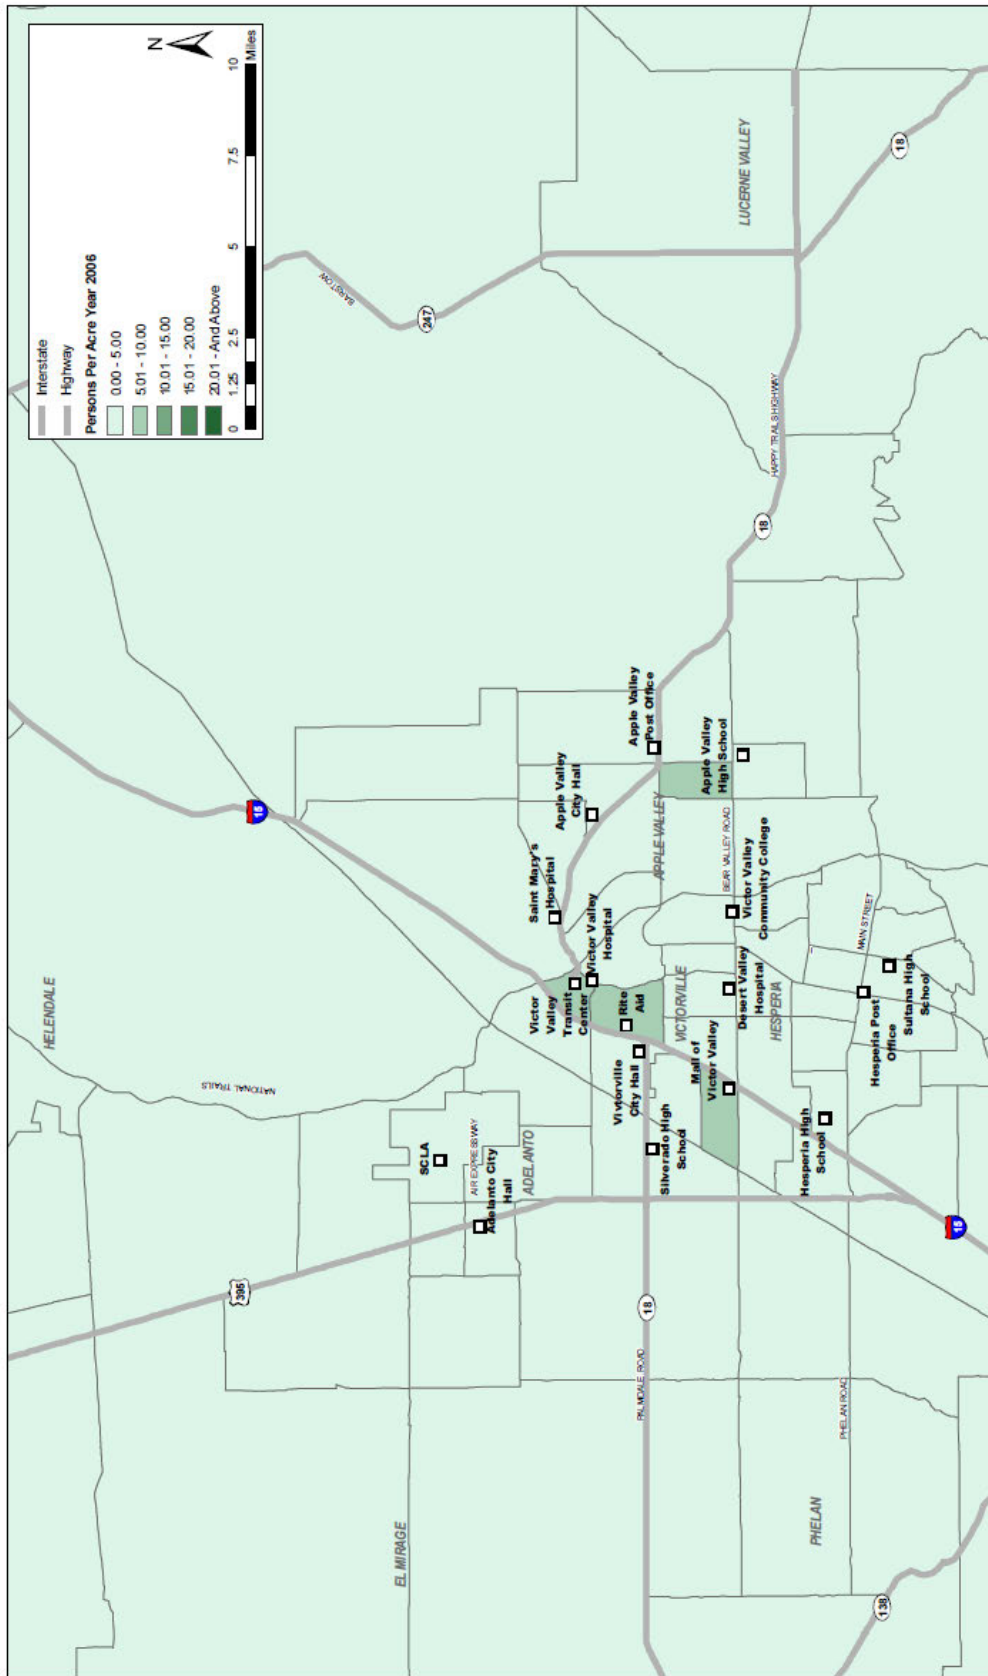 Interstate
Highway
Persons Per Acre Year 2006
0.00 - 5.00
5.01 - 10.00
10.01 - 15.00
15.01 - 20.00
20.01 - And Above
0 1.25 2.5 5 7.5 10
Miles
N
HELENDALE
NATIONAL TRAILS
15
395
BARSTOW
247
SCLA
AIR EXPRESSWAY
Adelanto City
Hall
ADELANTO
EL MIRAGE
Victor
Valley
Transit
Center
Saint Mary's
Hospital
Victor Valley
Hospital
Apple Valley
City Hall
Apple Valley
Post Office
APPLE VALLEY
Apple Valley
High School
Rite
Aid
Vivtorville
City Hall
VICTORVILLE
Mall of
Victor Valley
Silverado High
School
18
PALMDALE ROAD
BEAR VALLEY ROAD
Victor Valley
Community College
Desert Valley
Hospital
HESPERIA
18
HAPPY TRAILS HIGHWAY
LUCERNE VALLEY
18
Hesperia High
School
MAIN STREET
Hesperia Post
Office
Sultana High
School
PHELAN ROAD
PHELAN
138
15